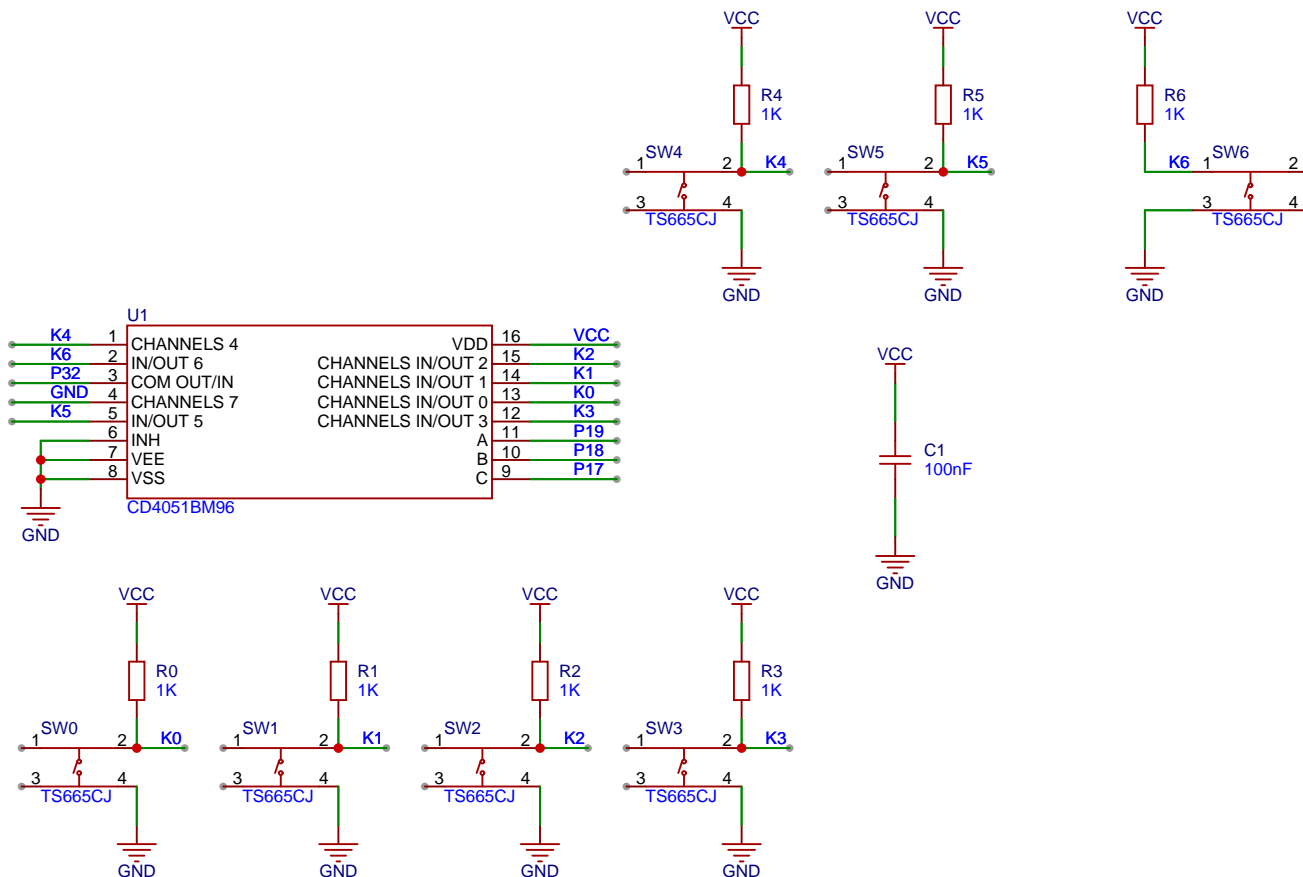 VCC VCC VCC
R4 R5 R6
1K 1K 1K
SW4 SW5 SW6
1 2 K4 1 2 K5 K6 1 2
3 4 3 4 3 4
TS665CJ TS665CJ TS665CJ
GND GND GND
U1
K4 1 CHANNELS 4 VDD 16 VCC
K6 2 IN/OUT 6 CHANNELS IN/OUT 2 15 K2
P32 3 COM OUT/IN CHANNELS IN/OUT 1 14 K1
GND 4 CHANNELS 7 CHANNELS IN/OUT 0 13 K0
K5 5 IN/OUT 5 CHANNELS IN/OUT 3 12 K3
6 INH A 11 P19
7 VEE B 10 P18
8 VSS C 9 P17
CD4051BM96
GND
VCC
C1
100nF
GND
VCC VCC VCC VCC
R0 R1 R2 R3
1K 1K 1K 1K
SW0 SW1 SW2 SW3
1 2 K0 1 2 K1 1 2 K2 1 2 K3
3 4 3 4 3 4 3 4
TS665CJ TS665CJ TS665CJ TS665CJ
GND GND GND GND